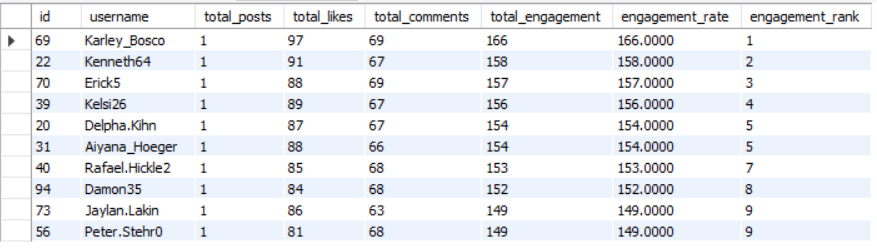 id username total_posts total_likes total_comments total_engagement engagement_rate engagement_rank
69 Karley_Bosco 1 97 69 166 166.0000 1
22 Kenneth64 1 91 67 158 158.0000 2
70 Erick5 1 88 69 157 157.0000 3
39 Kelsi26 1 89 67 156 156.0000 4
20 Delpha.Kihn 1 87 67 154 154.0000 5
31 Aiyana_Hoeger 1 88 66 154 154.0000 5
40 Rafael.Hickle2 1 85 68 153 153.0000 7
94 Damon35 1 84 68 152 152.0000 8
73 Jaylan.Lakin 1 86 63 149 149.0000 9
56 Peter.Stehr0 1 81 68 149 149.0000 9